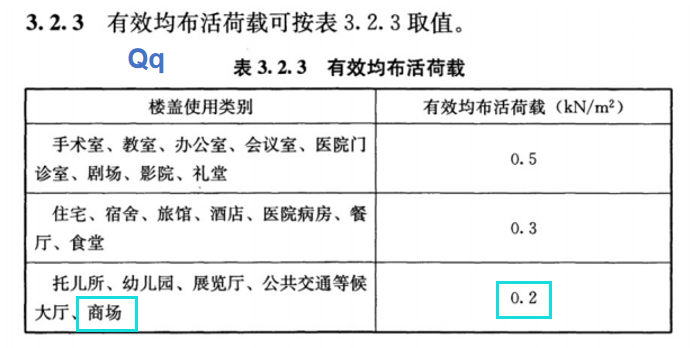 3.2.3 有效均布活荷载可按表 3.2.3 取值。
Qq
表 3.2.3 有效均布活荷载
楼盖使用类别 有效均布活荷载（kN/m²）
手术室、教室、办公室、会议室、医院门
诊室、剧场、影院、礼堂
0.5
住宅、宿舍、旅馆、酒店、医院病房、餐
厅、食堂
0.3
托儿所、幼儿园、展览厅、公共交通等候
大厅、商场
0.2